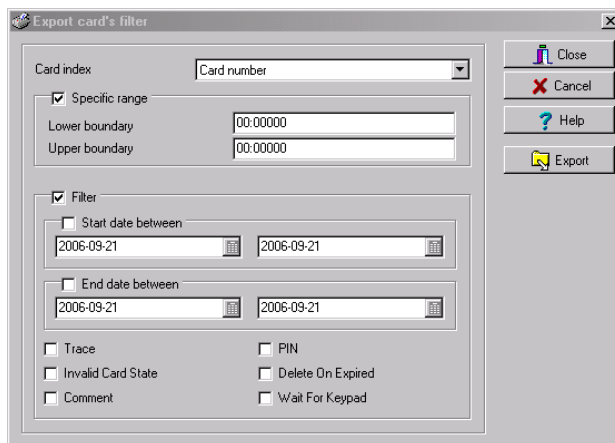 Export card's filter
Card index Card number
Close
Cancel
Specific range
Lower boundary 00:00000
Help
Upper boundary 00:00000
Export
Filter
Start date between
2006-09-21 2006-09-21
End date between
2006-09-21 2006-09-21
Trace PIN
Invalid Card State Delete On Expired
Comment Wait For Keypad